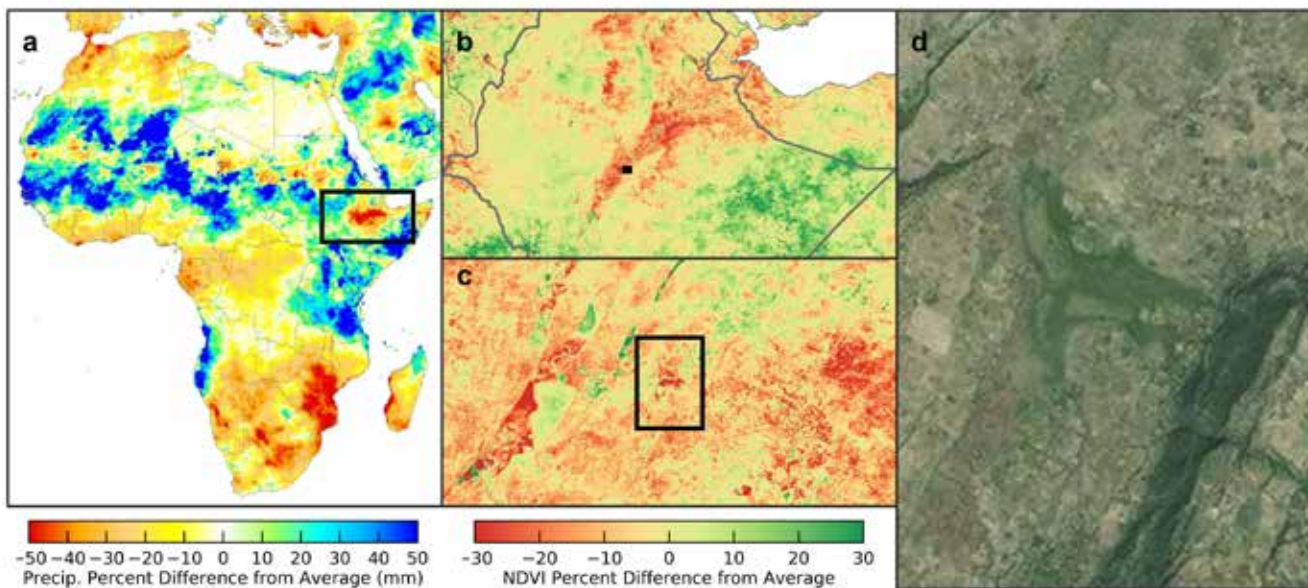 a
b
c
d
−50 −40 −30 −20 −10 0 10 20 30 40 50
Precip. Percent Difference from Average (mm)
−30 −20 −10 0 10 20 30
NDVI Percent Difference from Average